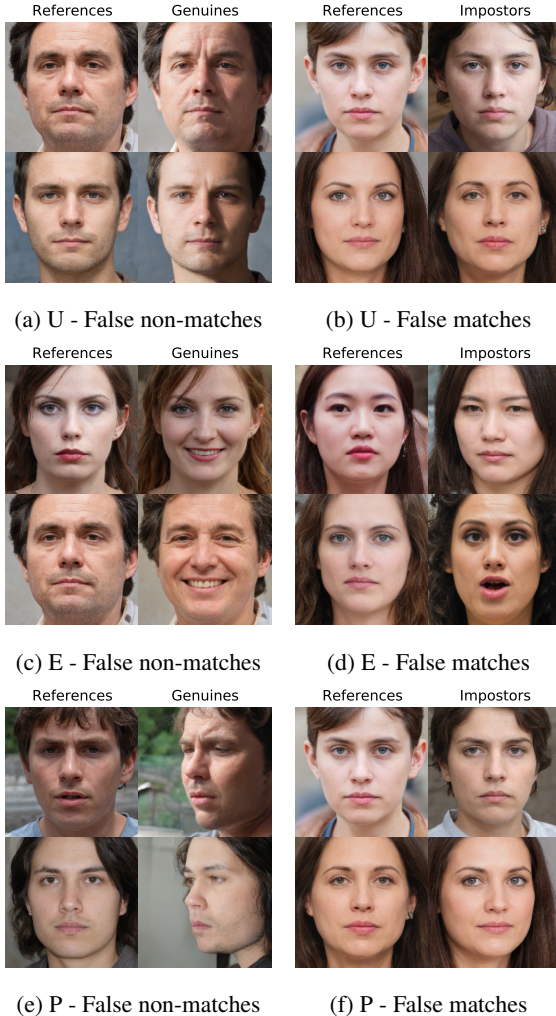 References Genuines
References Impostors
(a) U - False non-matches
(b) U - False matches
References Genuines
References Impostors
(c) E - False non-matches
(d) E - False matches
References Genuines
References Impostors
(e) P - False non-matches
(f) P - False matches